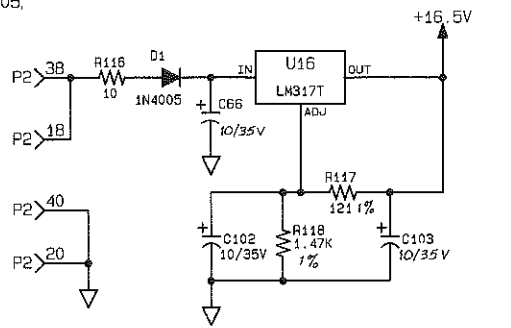 05,
+16.5V
P2 38
R116
10
D1
1N4005
IN
U16
LM317T
OUT
ADJ
C66
10/35V
P2 18
+
R117
121 1%
P2 40
+
C102
10/35V
R118
1.47K
1%
+
C103
10/35V
P2 20